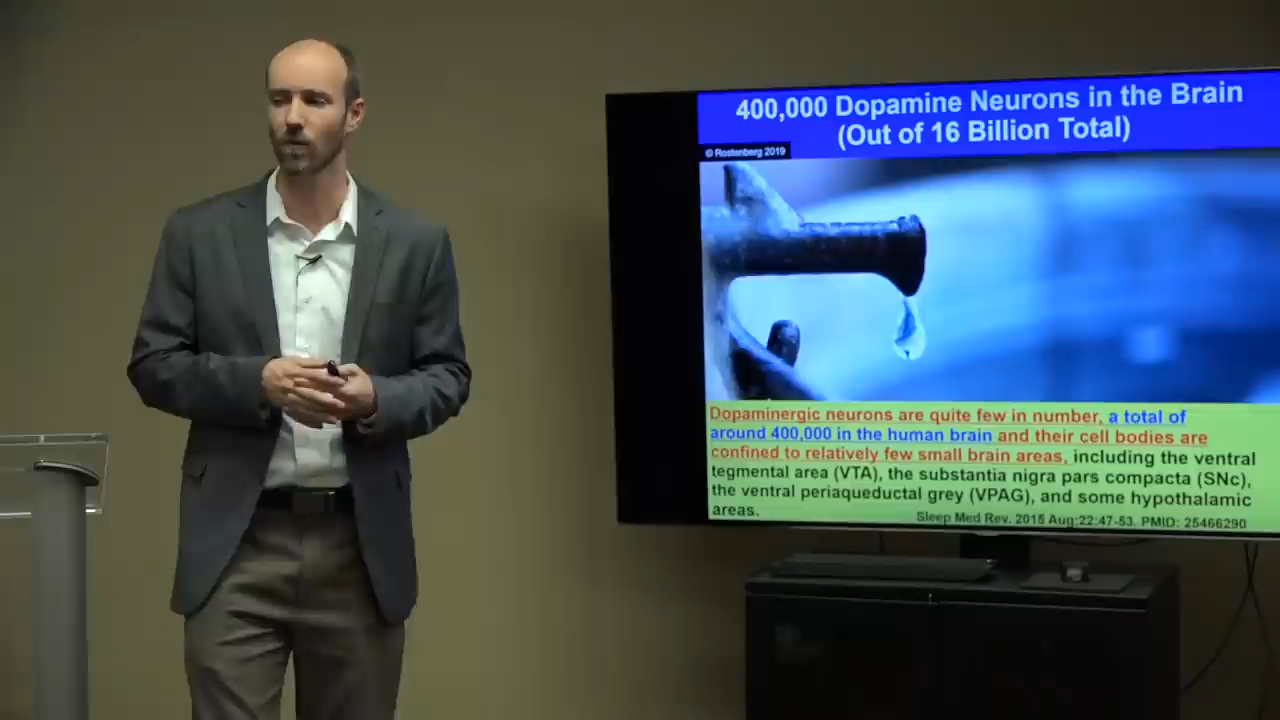 400,000 Dopamine Neurons in the Brain
(Out of 16 Billion Total)
© Rostenberg 2019
Dopaminergic neurons are quite few in number, a total of
around 400,000 in the human brain and their cell bodies are
confined to relatively few small brain areas, including the ventral
tegmental area (VTA), the substantia nigra pars compacta (SNc),
the ventral periaqueductal grey (VPAG), and some hypothalamic
areas.
Sleep Med Rev. 2015 Aug:22:47-53. PMID: 25466290